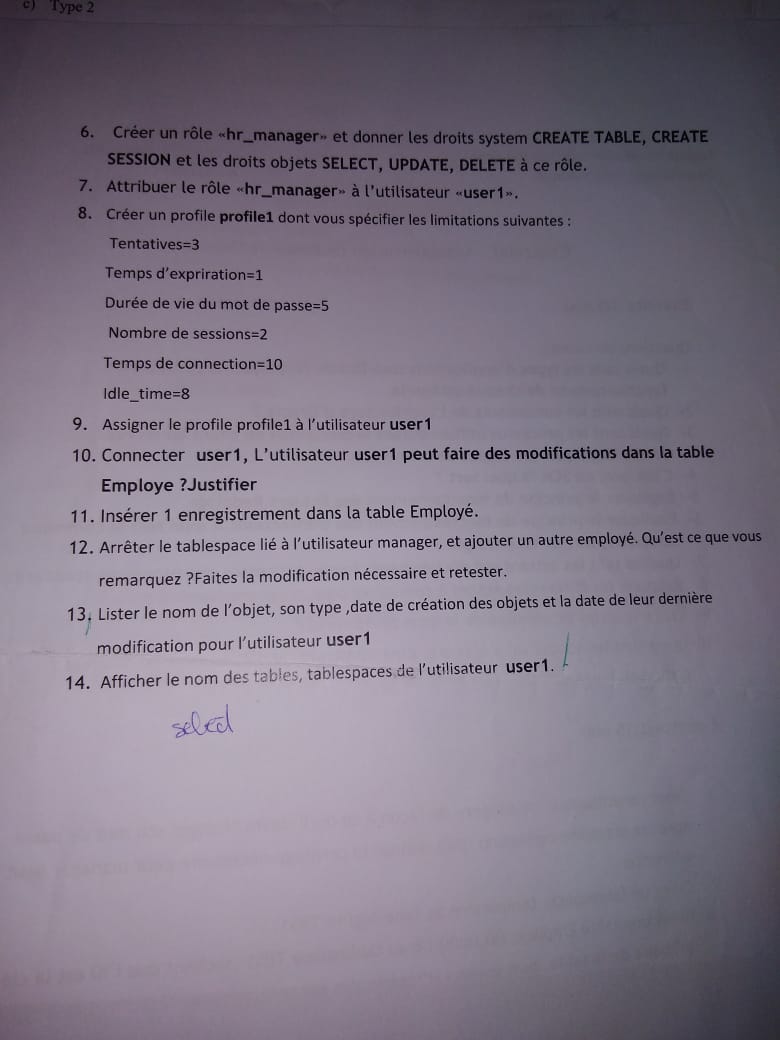 c) Type 2
6. Créer un rôle «hr_manager» et donner les droits system CREATE TABLE, CREATE
SESSION et les droits objets SELECT, UPDATE, DELETE à ce rôle.
7. Attribuer le rôle «hr_manager» à l'utilisateur «user1».
8. Créer un profile profile1 dont vous spécifier les limitations suivantes :
Tentatives=3
Temps d'expriration=1
Durée de vie du mot de passe=5
Nombre de sessions=2
Temps de connection=10
Idle_time=8
9. Assigner le profile profile1 à l'utilisateur user1
10. Connecter user1, L'utilisateur user1 peut faire des modifications dans la table
Employe ?Justifier
11. Insérer 1 enregistrement dans la table Employé.
12. Arrêter le tablespace lié à l'utilisateur manager, et ajouter un autre employé. Qu'est ce que vous
remarquez ?Faites la modification nécessaire et retester.
13. Lister le nom de l'objet, son type ,date de création des objets et la date de leur dernière
modification pour l'utilisateur user1
14. Afficher le nom des tables, tablespaces de l'utilisateur user1.